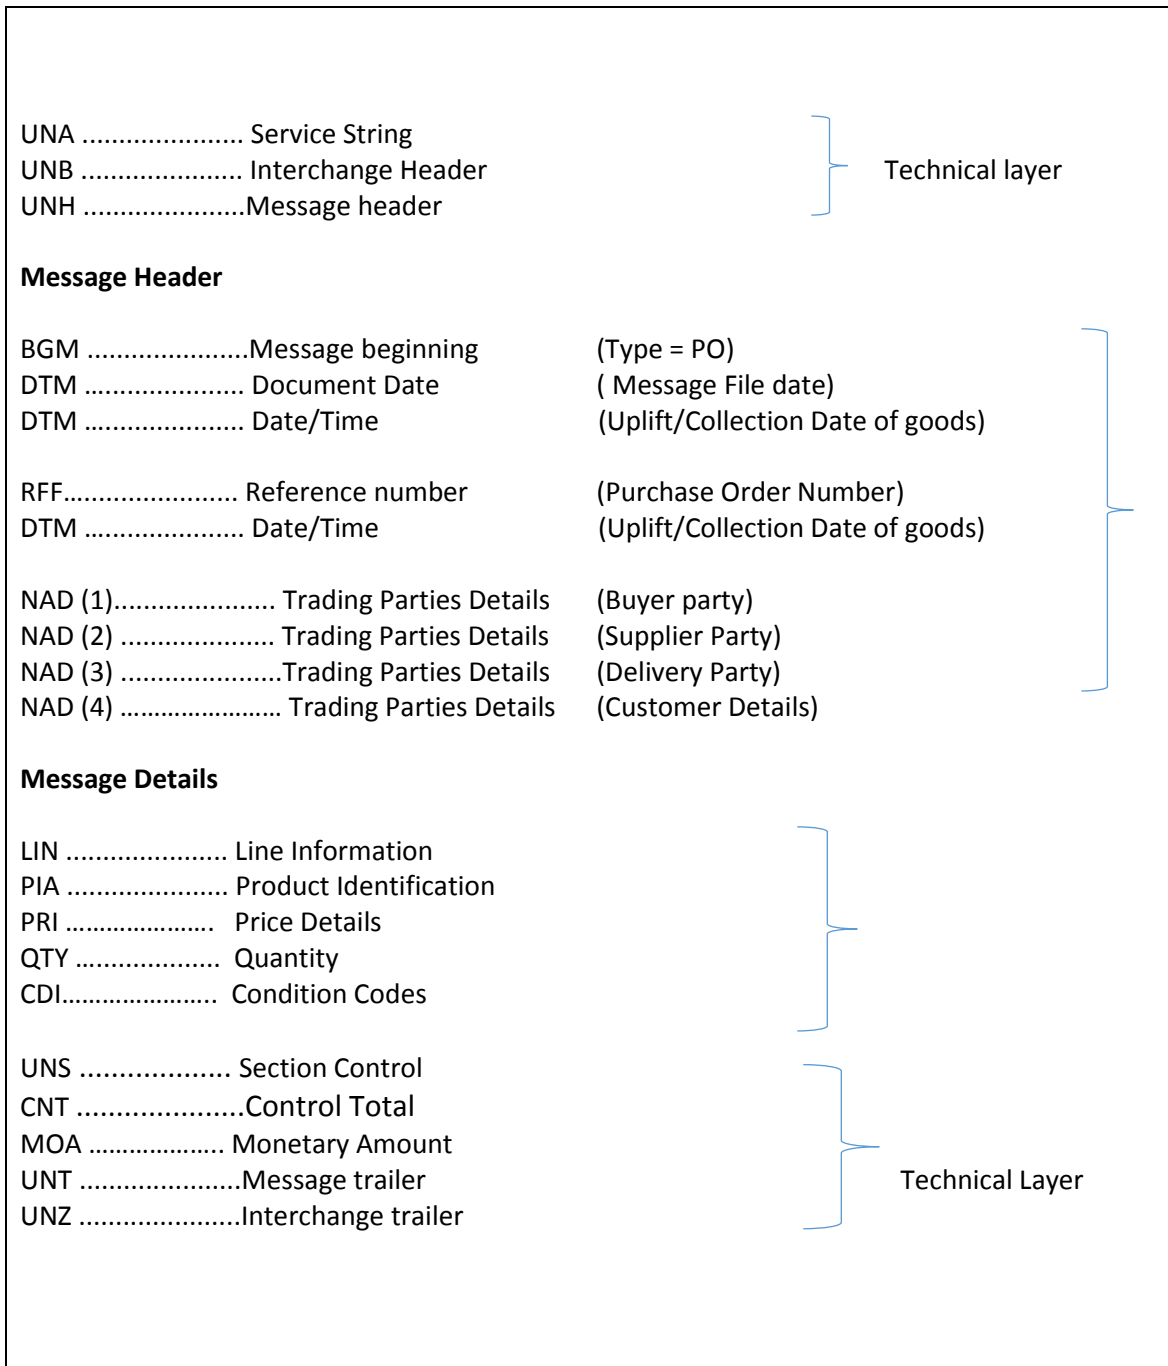 UNA ...................... Service String
UNB ...................... Interchange Header Technical layer
UNH ......................Message header
Message Header
BGM ......................Message beginning (Type = PO)
DTM ...................... Document Date ( Message File date)
DTM ...................... Date/Time (Uplift/Collection Date of goods)
RFF........................ Reference number (Purchase Order Number)
DTM ...................... Date/Time (Uplift/Collection Date of goods)
NAD (1)...................... Trading Parties Details (Buyer party)
NAD (2) ..................... Trading Parties Details (Supplier Party)
NAD (3) ......................Trading Parties Details (Delivery Party)
NAD (4) ........................ Trading Parties Details (Customer Details)
Message Details
LIN ...................... Line Information
PIA ...................... Product Identification
PRI ...................... Price Details
QTY .................... Quantity
CDI....................... Condition Codes
UNS ................... Section Control
CNT .....................Control Total
MOA .................... Monetary Amount
UNT ......................Message trailer Technical Layer
UNZ ......................Interchange trailer